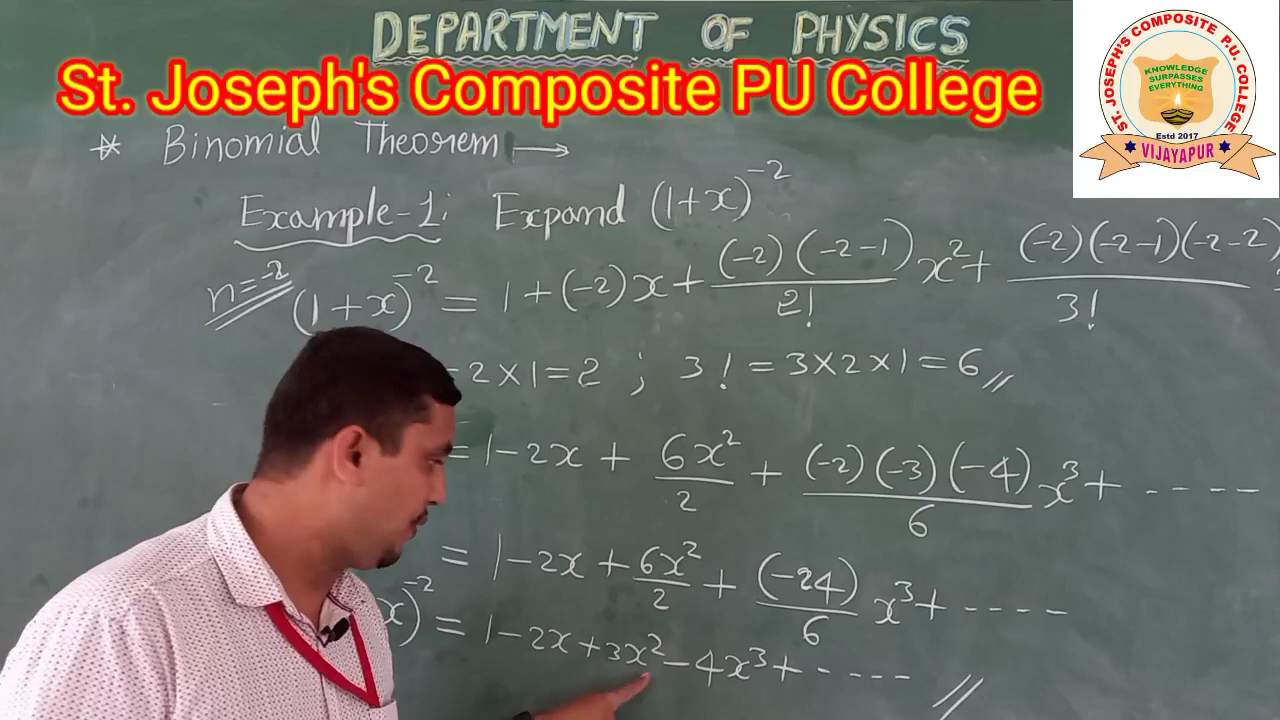 DEPARTMENT OF PHYSICS
St. Joseph's Composite PU College
ST. JOSEPH'S COMPOSITE P.U. COLLEGE
KNOWLEDGE
SURPASSES
EVERYTHING
Estd 2017
VIJAYAPUR
* Binomial Theorem →
Example-1: Expand (1+x)^-2
n=-2
(1+x)^-2 = 1+(-2)x+ (-2)(-2-1)/2! x²+ (-2)(-2-1)(-2-2)/3!
=2×1=2 ; 3!=3×2×1=6//
=1-2x + 6x²/2 + (-2)(-3)(-4)/6 x³+ ----
= 1-2x+6x²/2 + (-24)/6 x³+ ----
x)^-2 = 1-2x+3x²-4x³+----- //